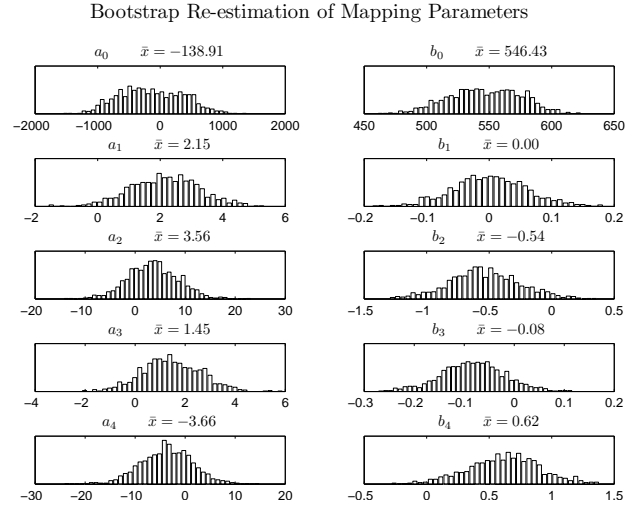 Bootstrap Re-estimation of Mapping Parameters
a₀ x̄ = −138.91
−2000 −1000 0 1000 2000
b₀ x̄ = 546.43
450 500 550 600 650
a₁ x̄ = 2.15
−2 0 2 4 6
b₁ x̄ = 0.00
−0.2 −0.1 0 0.1 0.2
a₂ x̄ = 3.56
−20 −10 0 10 20 30
b₂ x̄ = −0.54
−1.5 −1 −0.5 0 0.5
a₃ x̄ = 1.45
−4 −2 0 2 4 6
b₃ x̄ = −0.08
−0.3 −0.2 −0.1 0 0.1 0.2
a₄ x̄ = −3.66
−30 −20 −10 0 10 20
b₄ x̄ = 0.62
−0.5 0 0.5 1 1.5